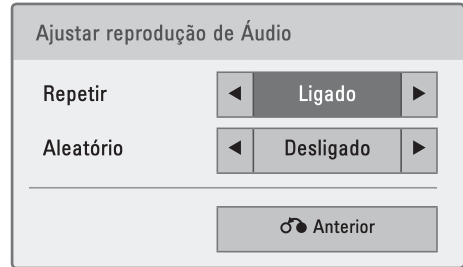 Ajustar reprodução de Áudio
Repetir ◄ Ligado ►
Aleatório ◄ Desligado ►
Anterior